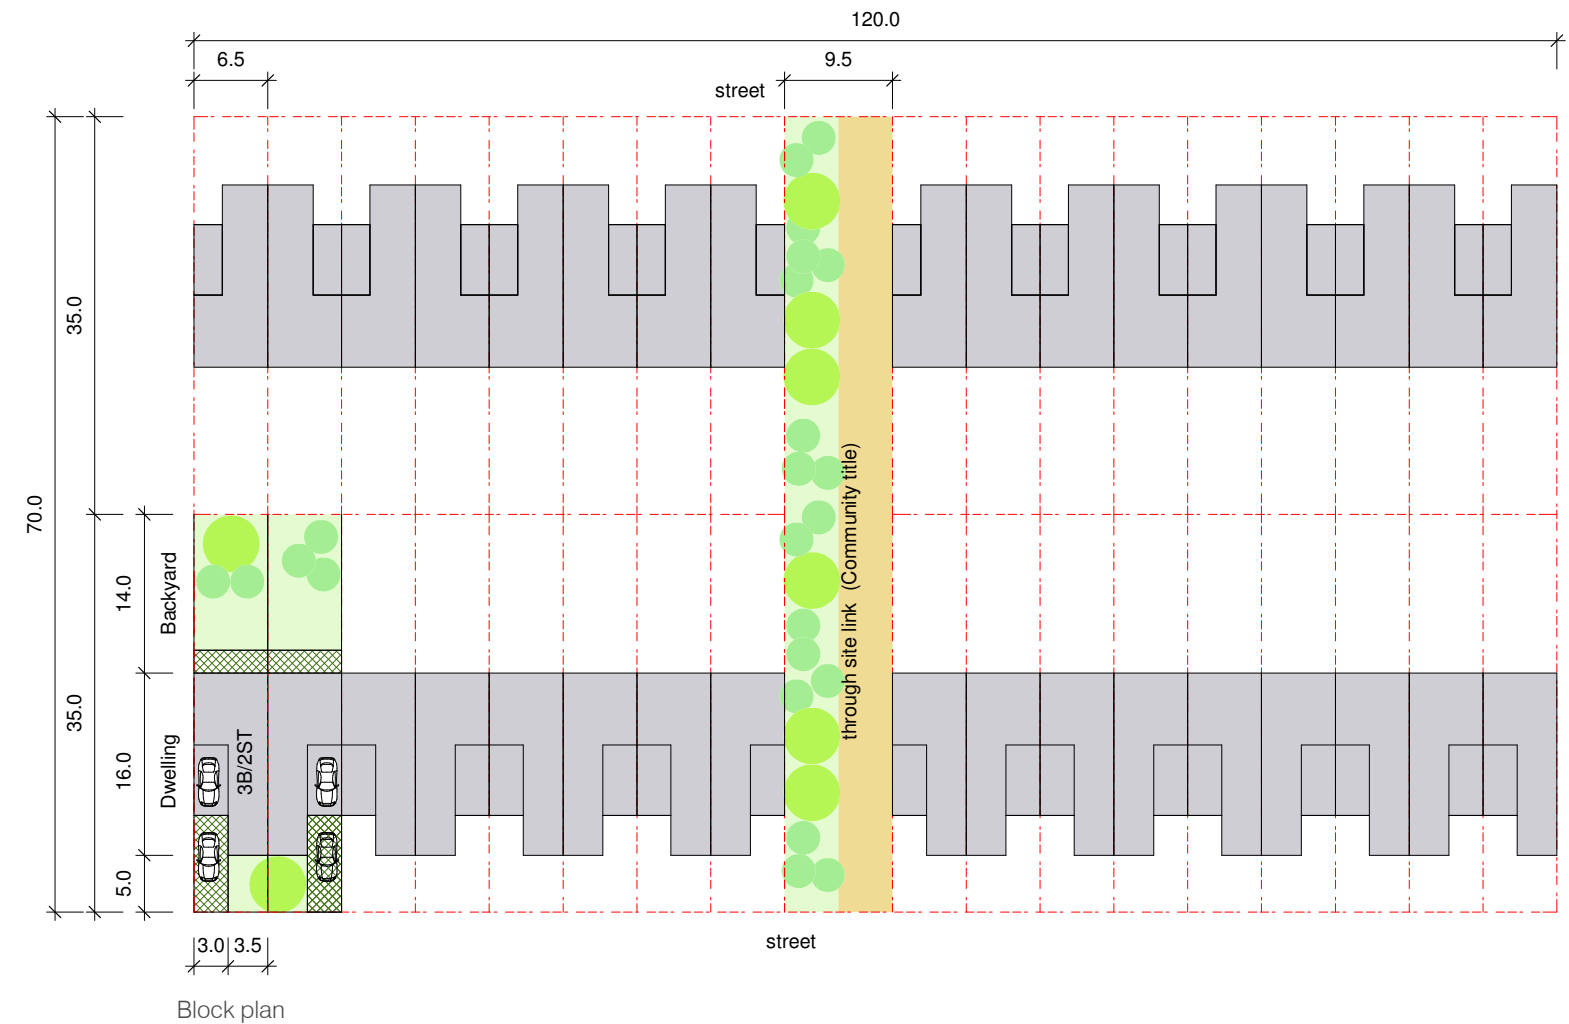 120.0
6.5
9.5
street
35.0
70.0
through site link (Community title)
14.0
Backyard
35.0
3B/2ST
16.0
Dwelling
5.0
street
3.0
3.5
Block plan